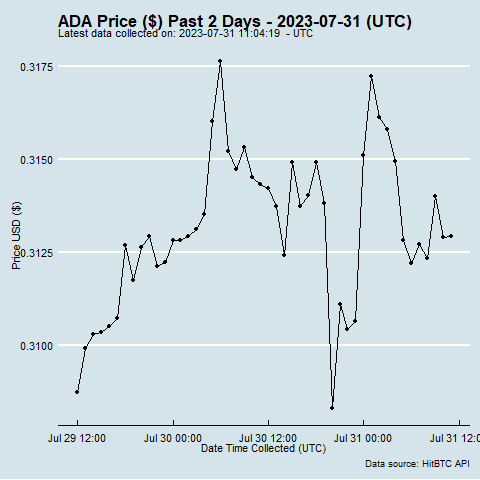 ADA Price ($) Past 2 Days - 2023-07-31 (UTC)
Latest data collected on: 2023-07-31 11:04:19 - UTC
0.3175
0.3150
0.3125
0.3100
Price USD ($)
Jul 29 12:00 Jul 30 00:00 Jul 30 12:00 Jul 31 00:00 Jul 31 12:00
Date Time Collected (UTC)
Data source: HitBTC API